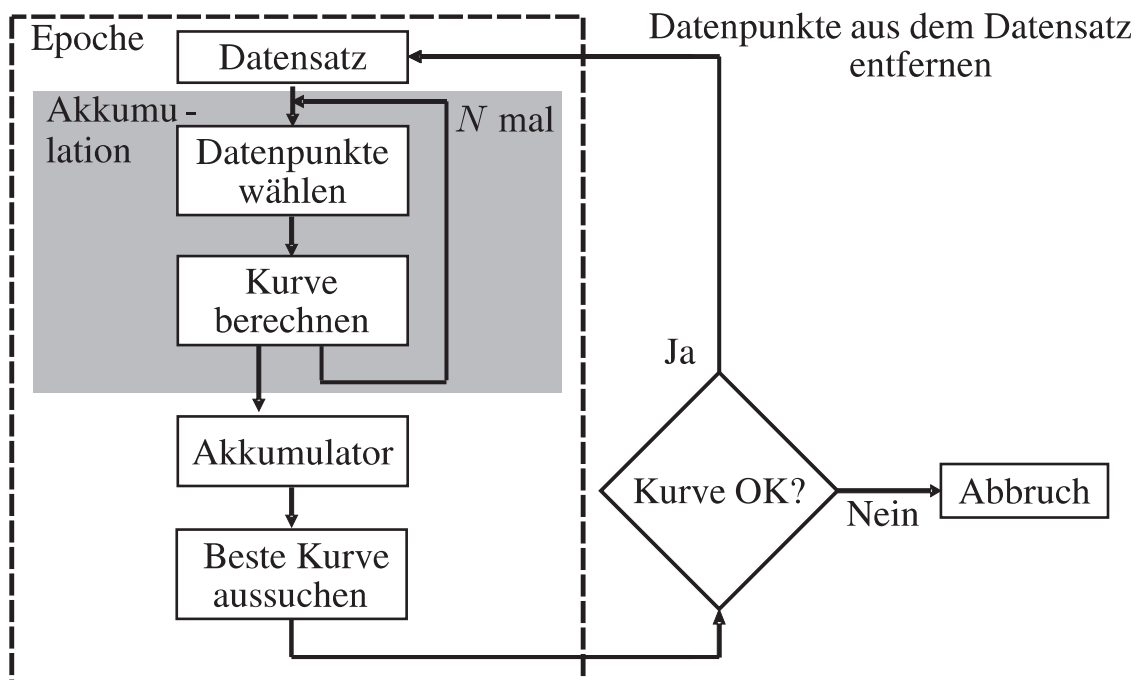 Epoche
Datensatz
Datenpunkte aus dem Datensatz
entfernen
Akkumu-
lation
N mal
Datenpunkte
wählen
Kurve
berechnen
Ja
Akkumulator
Kurve OK?
Nein
Abbruch
Beste Kurve
aussuchen